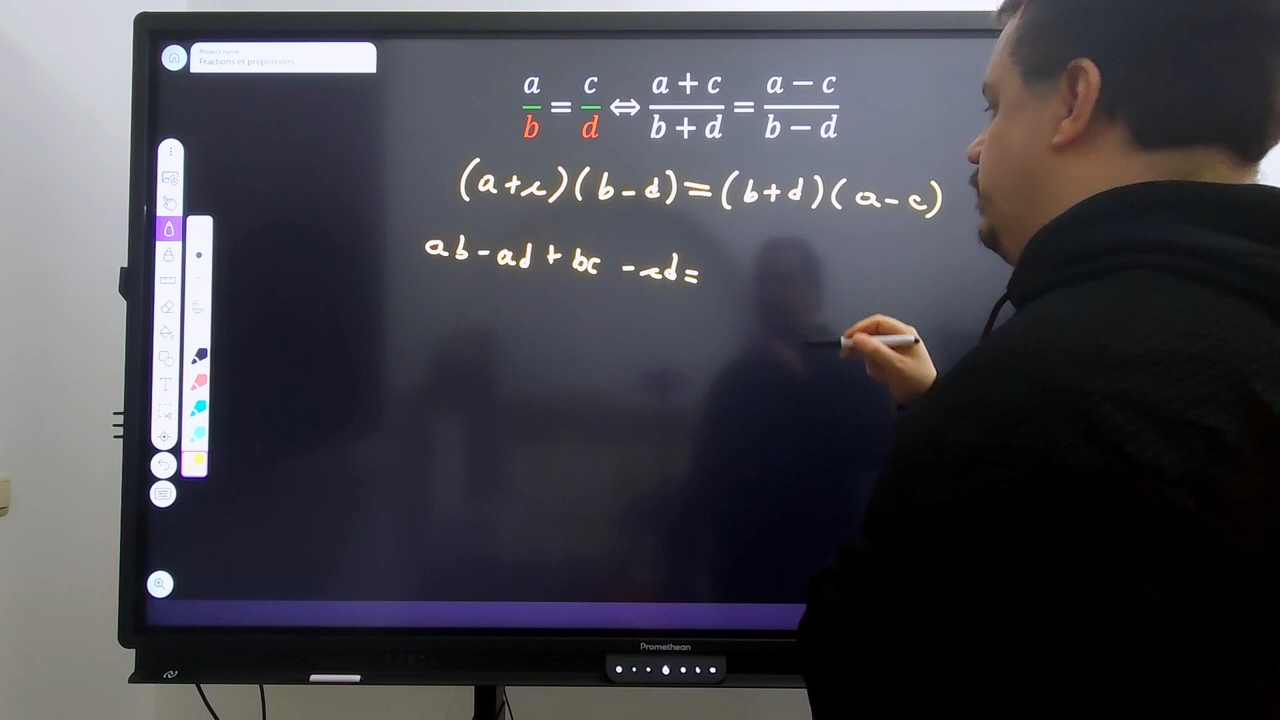 Project name
Fractions et proportions
a/b = c/d ⇔ (a + c)/(b + d) = (a − c)/(b − d)
(a+c)(b-d)=(b+d)(a-c)
ab-ad+bc-cd=
Promethean